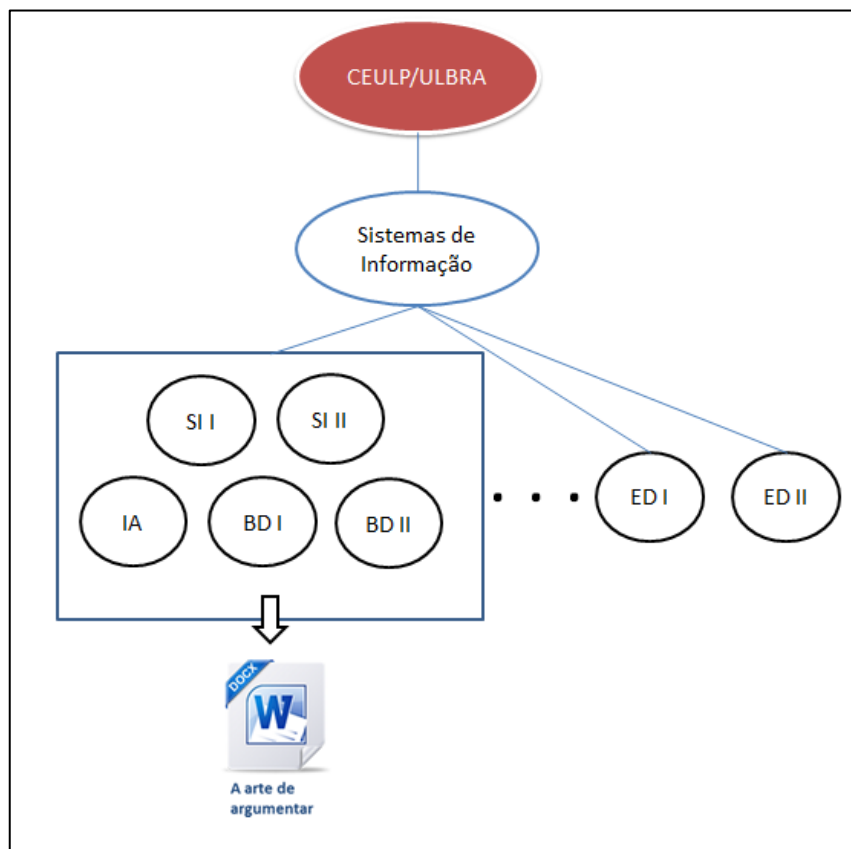 CEULP/ULBRA
Sistemas de
Informação
SI I
SI II
IA
BD I
BD II
. . .
ED I
ED II
DOCX
W
A arte de
argumentar